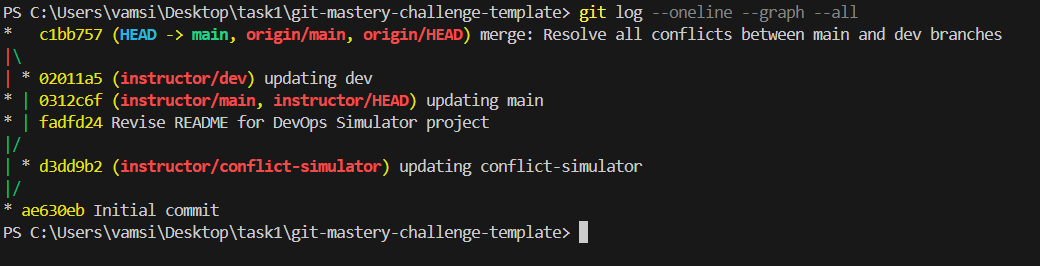 PS C:\Users\vamsi\Desktop\task1\git-mastery-challenge-template> git log --oneline --graph --all
*   c1bb757 (HEAD -> main, origin/main, origin/HEAD) merge: Resolve all conflicts between main and dev branches
|\
| * 02011a5 (instructor/dev) updating dev
* | 0312c6f (instructor/main, instructor/HEAD) updating main
* | fadfd24 Revise README for DevOps Simulator project
|/
| * d3dd9b2 (instructor/conflict-simulator) updating conflict-simulator
|/
* ae630eb Initial commit
PS C:\Users\vamsi\Desktop\task1\git-mastery-challenge-template>